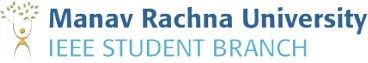 Manav Rachna University
IEEE STUDENT BRANCH